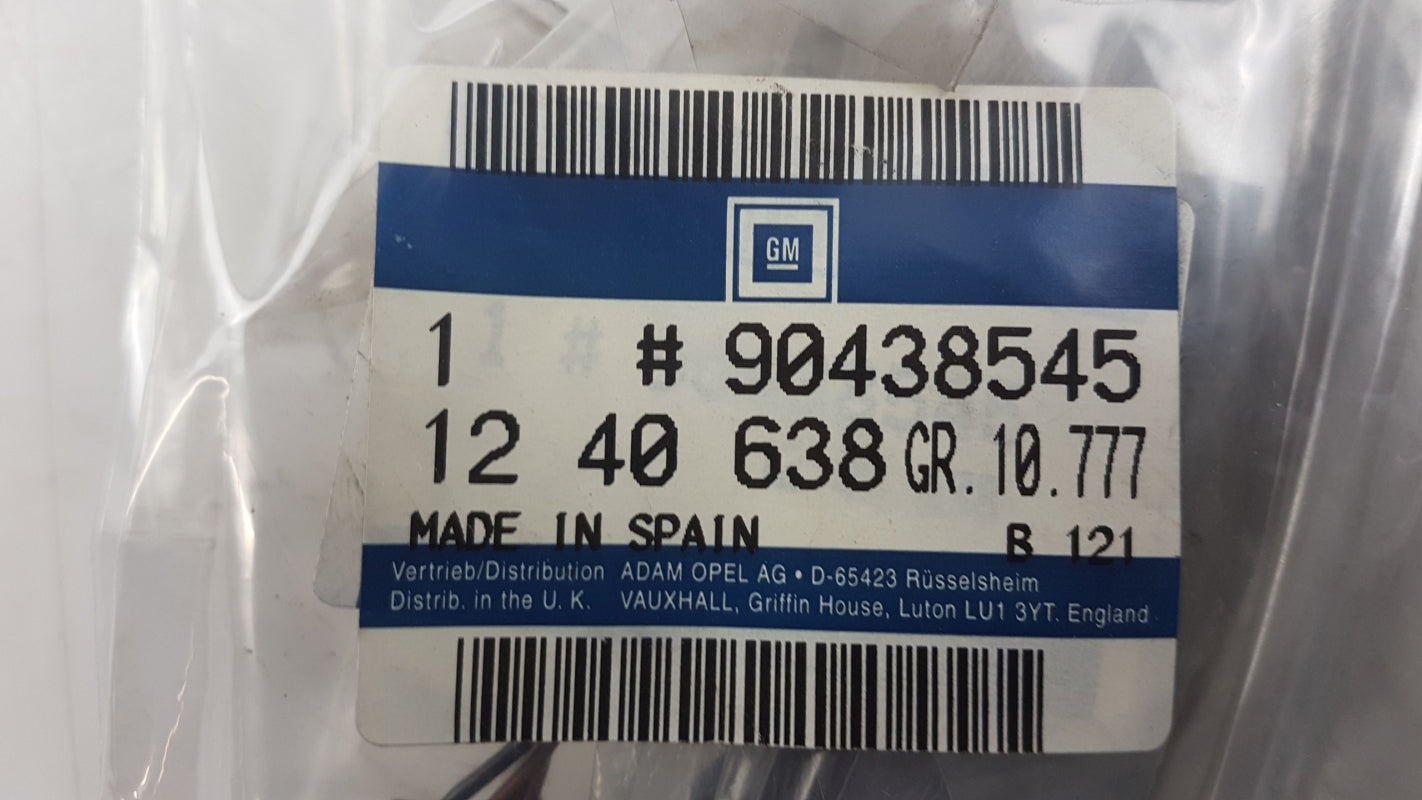 GM
1 # 90438545
12 40 638 GR. 10.777
MADE IN SPAIN B 121
Vertrieb/Distribution ADAM OPEL AG • D-65423 Rüsselsheim
Distrib. in the U. K. VAUXHALL, Griffin House, Luton LU1 3YT. England